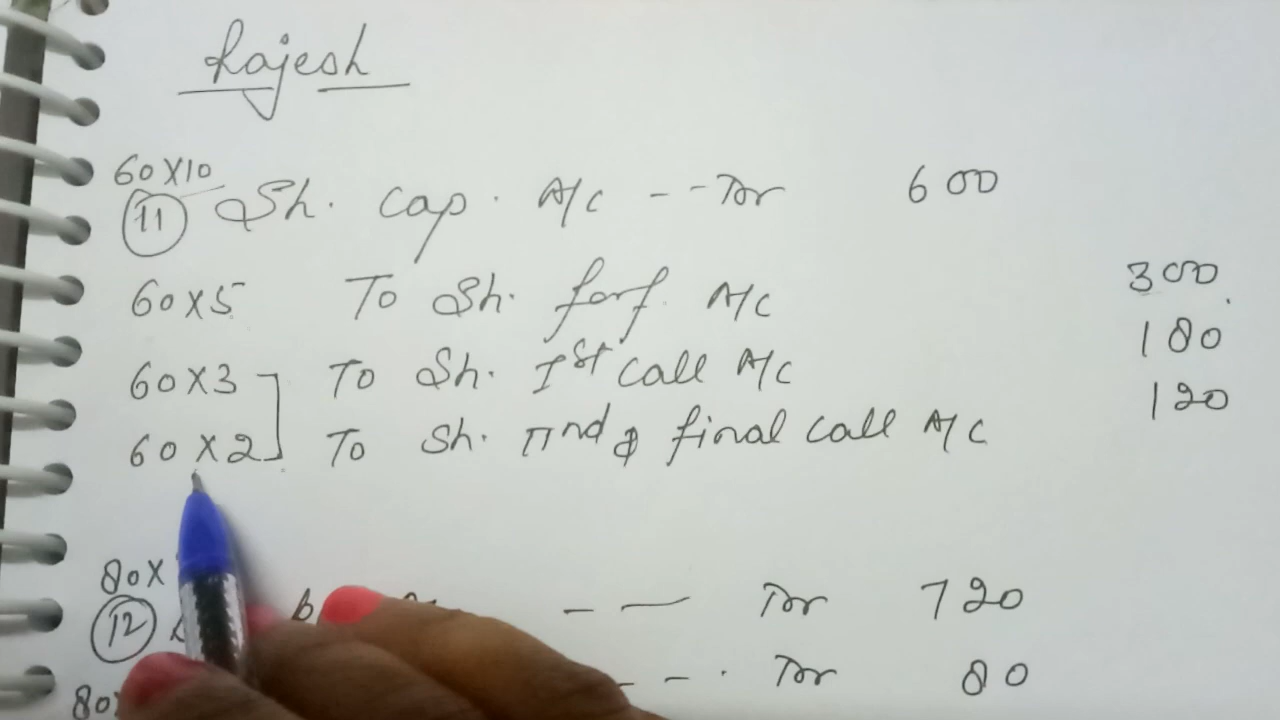 Rajesh
60X10
11 Sh. cap. A/c - - Dr 600
60X5 To Sh. forf. A/c 300
60X3 To Sh. Ist call A/c 180
60X2 To Sh. IInd & final call A/c 120
80X
12 b - - Dr 720
80 - - . Dr 80